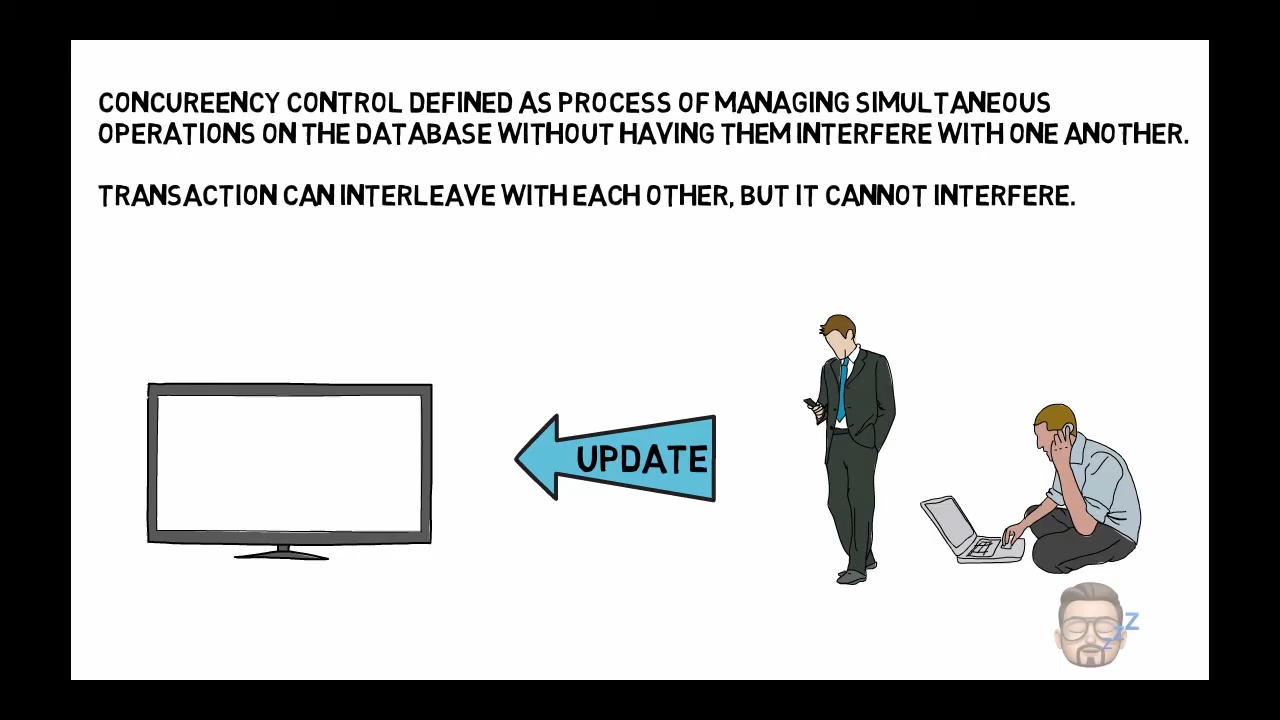 CONCUREENCY CONTROL DEFINED AS PROCESS OF MANAGING SIMULTANEOUS
OPERATIONS ON THE DATABASE WITHOUT HAVING THEM INTERFERE WITH ONE ANOTHER.
TRANSACTION CAN INTERLEAVE WITH EACH OTHER, BUT IT CANNOT INTERFERE.
UPDATE
zzZ